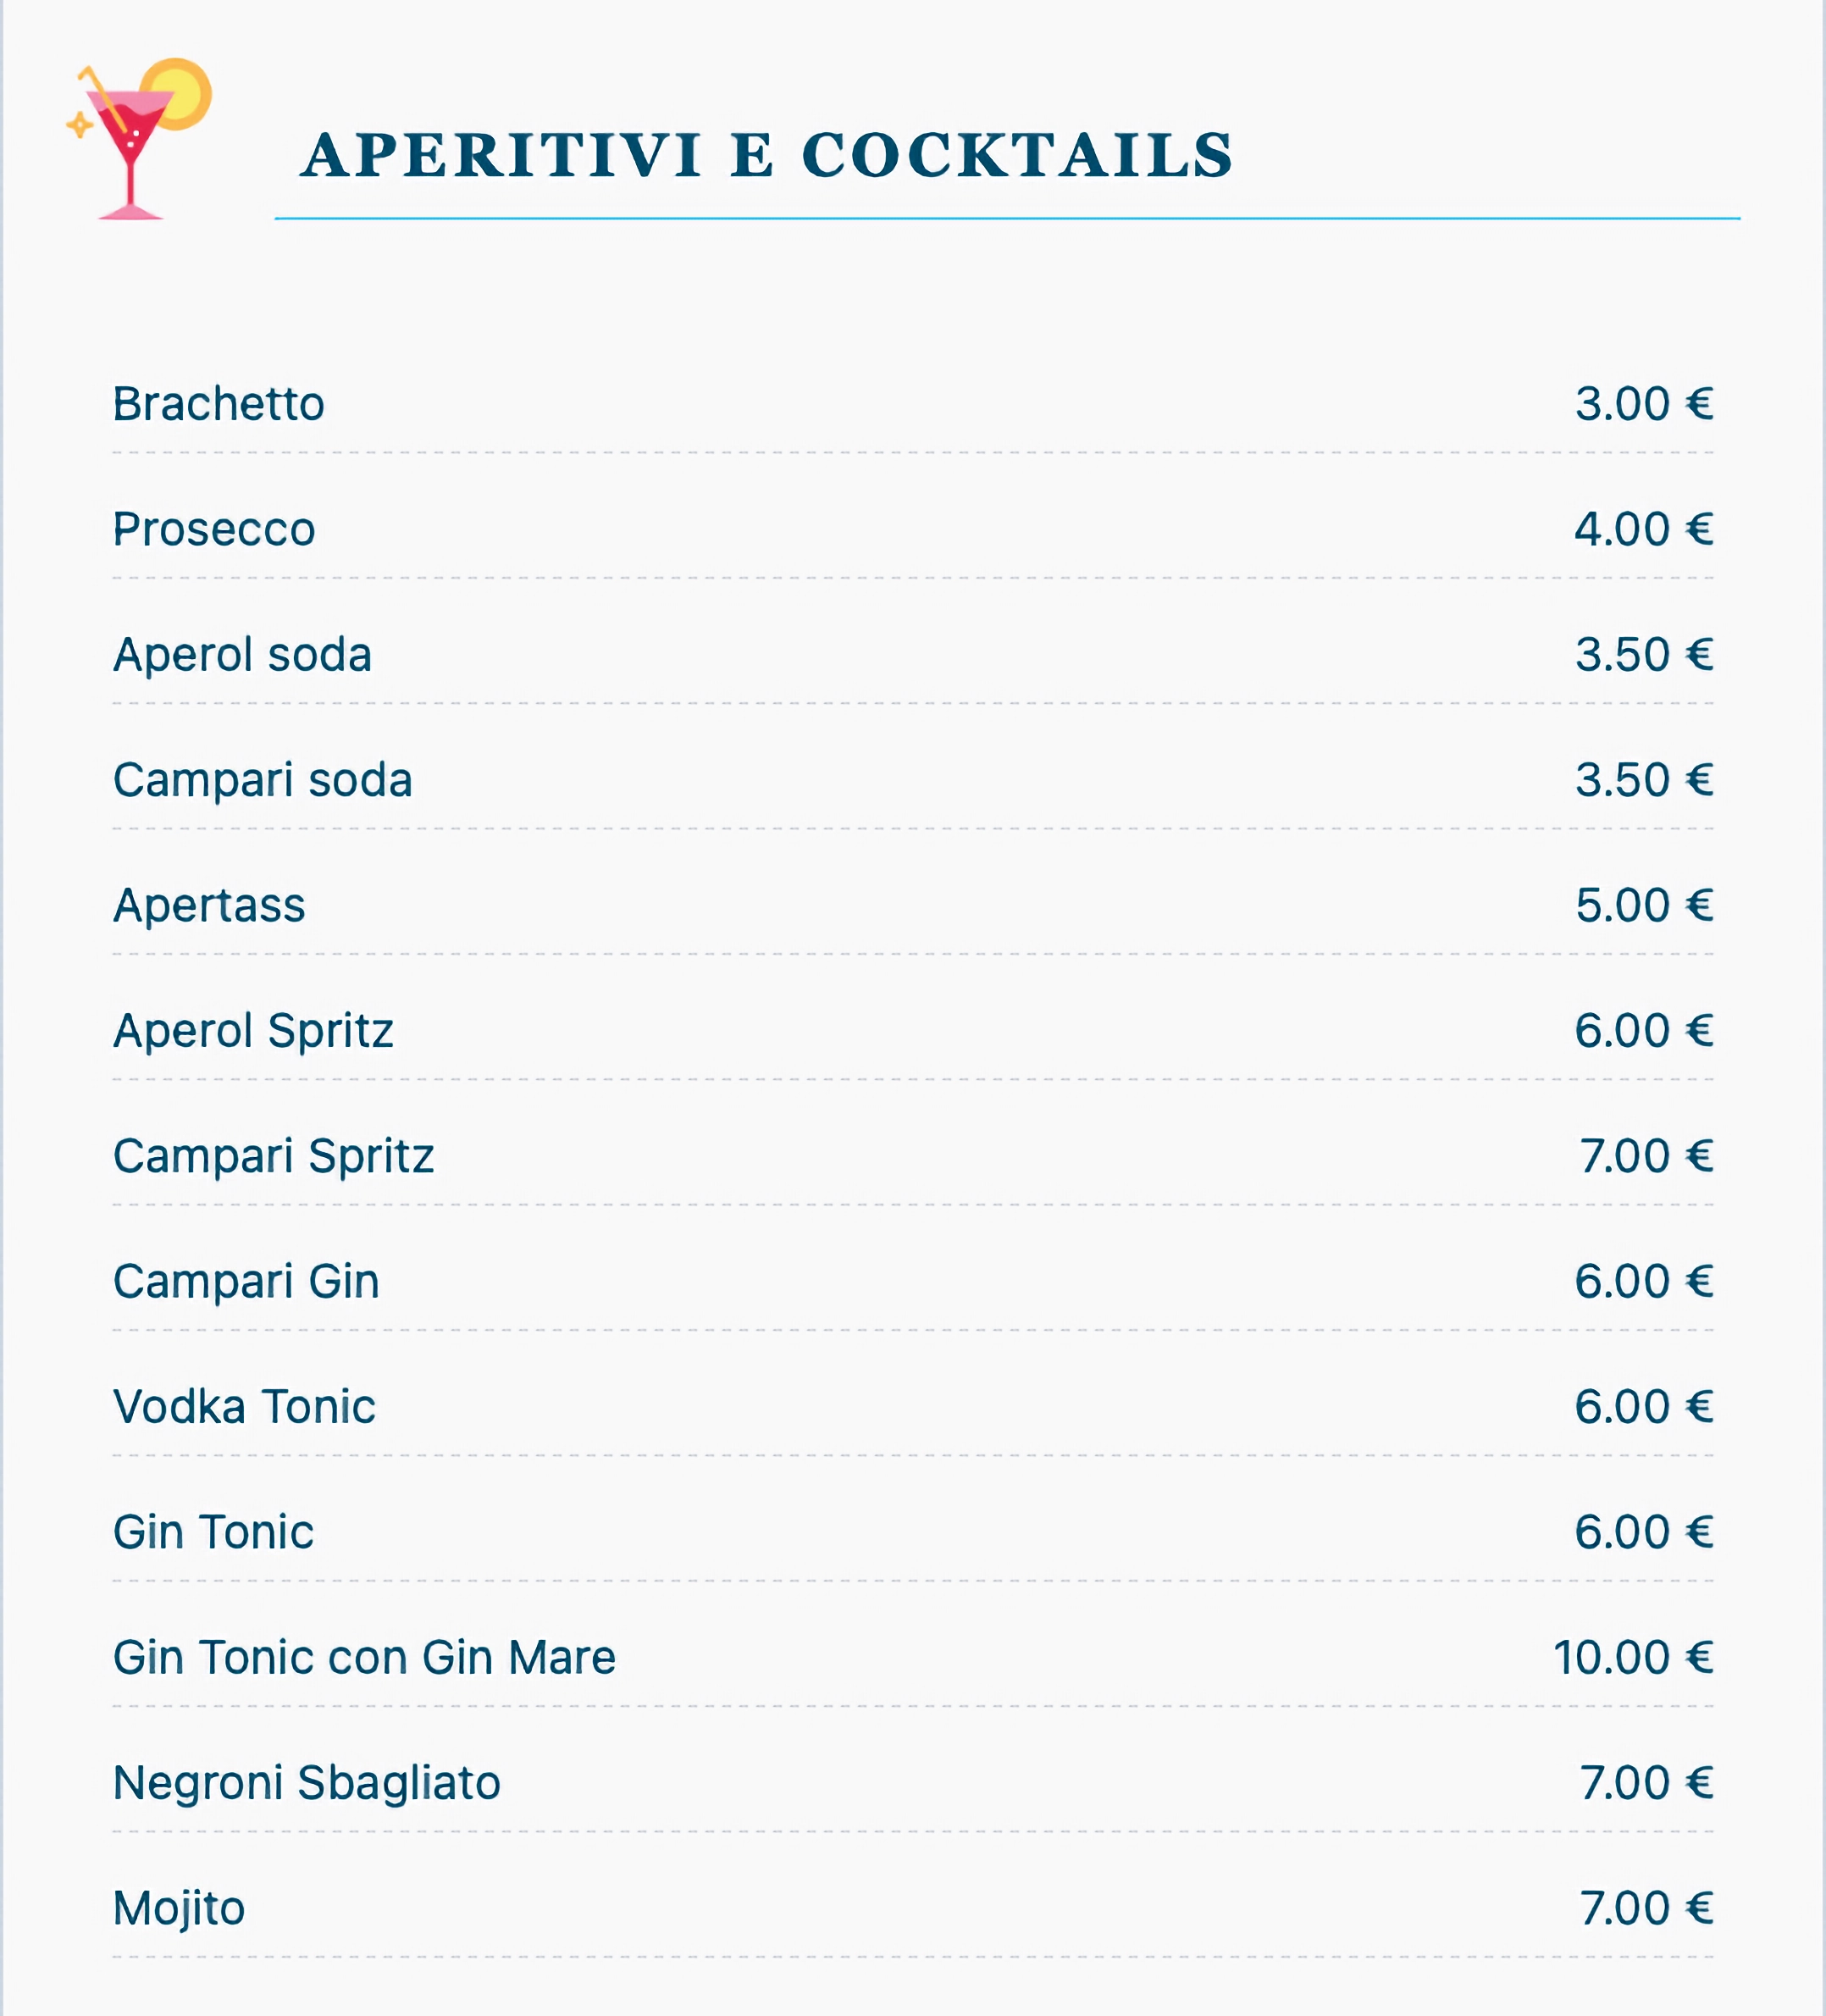 APERITIVI E COCKTAILS
Brachetto 3.00 €
Prosecco 4.00 €
Aperol soda 3.50 €
Campari soda 3.50 €
Apertass 5.00 €
Aperol Spritz 6.00 €
Campari Spritz 7.00 €
Campari Gin 6.00 €
Vodka Tonic 6.00 €
Gin Tonic 6.00 €
Gin Tonic con Gin Mare 10.00 €
Negroni Sbagliato 7.00 €
Mojito 7.00 €